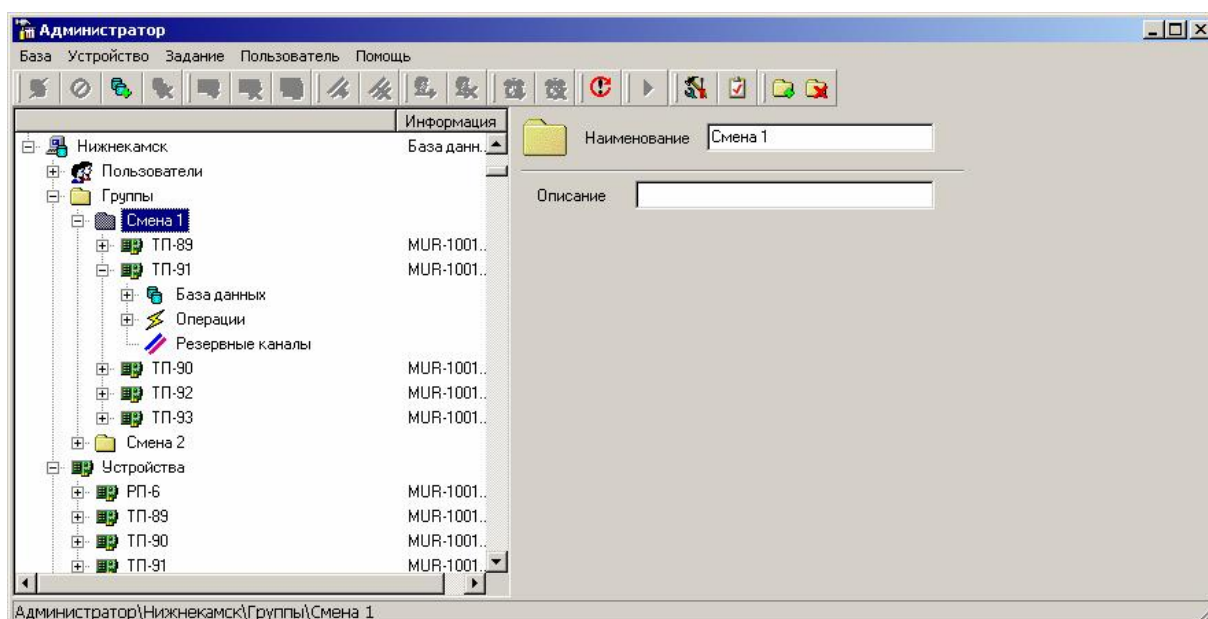 Администратор
База Устройство Задание Пользователь Помощь
Информация
Нижнекамск База данн..
Пользователи
Группы
Смена 1
ТП-89 MUR-1001..
ТП-91 MUR-1001..
База данных
Операции
Резервные каналы
ТП-90 MUR-1001..
ТП-92 MUR-1001..
ТП-93 MUR-1001..
Смена 2
Устройства
РП-6 MUR-1001..
ТП-89 MUR-1001..
ТП-90 MUR-1001..
ТП-91 MUR-1001..
Наименование Смена 1
Описание
Администратор\Нижнекамск\Группы\Смена 1